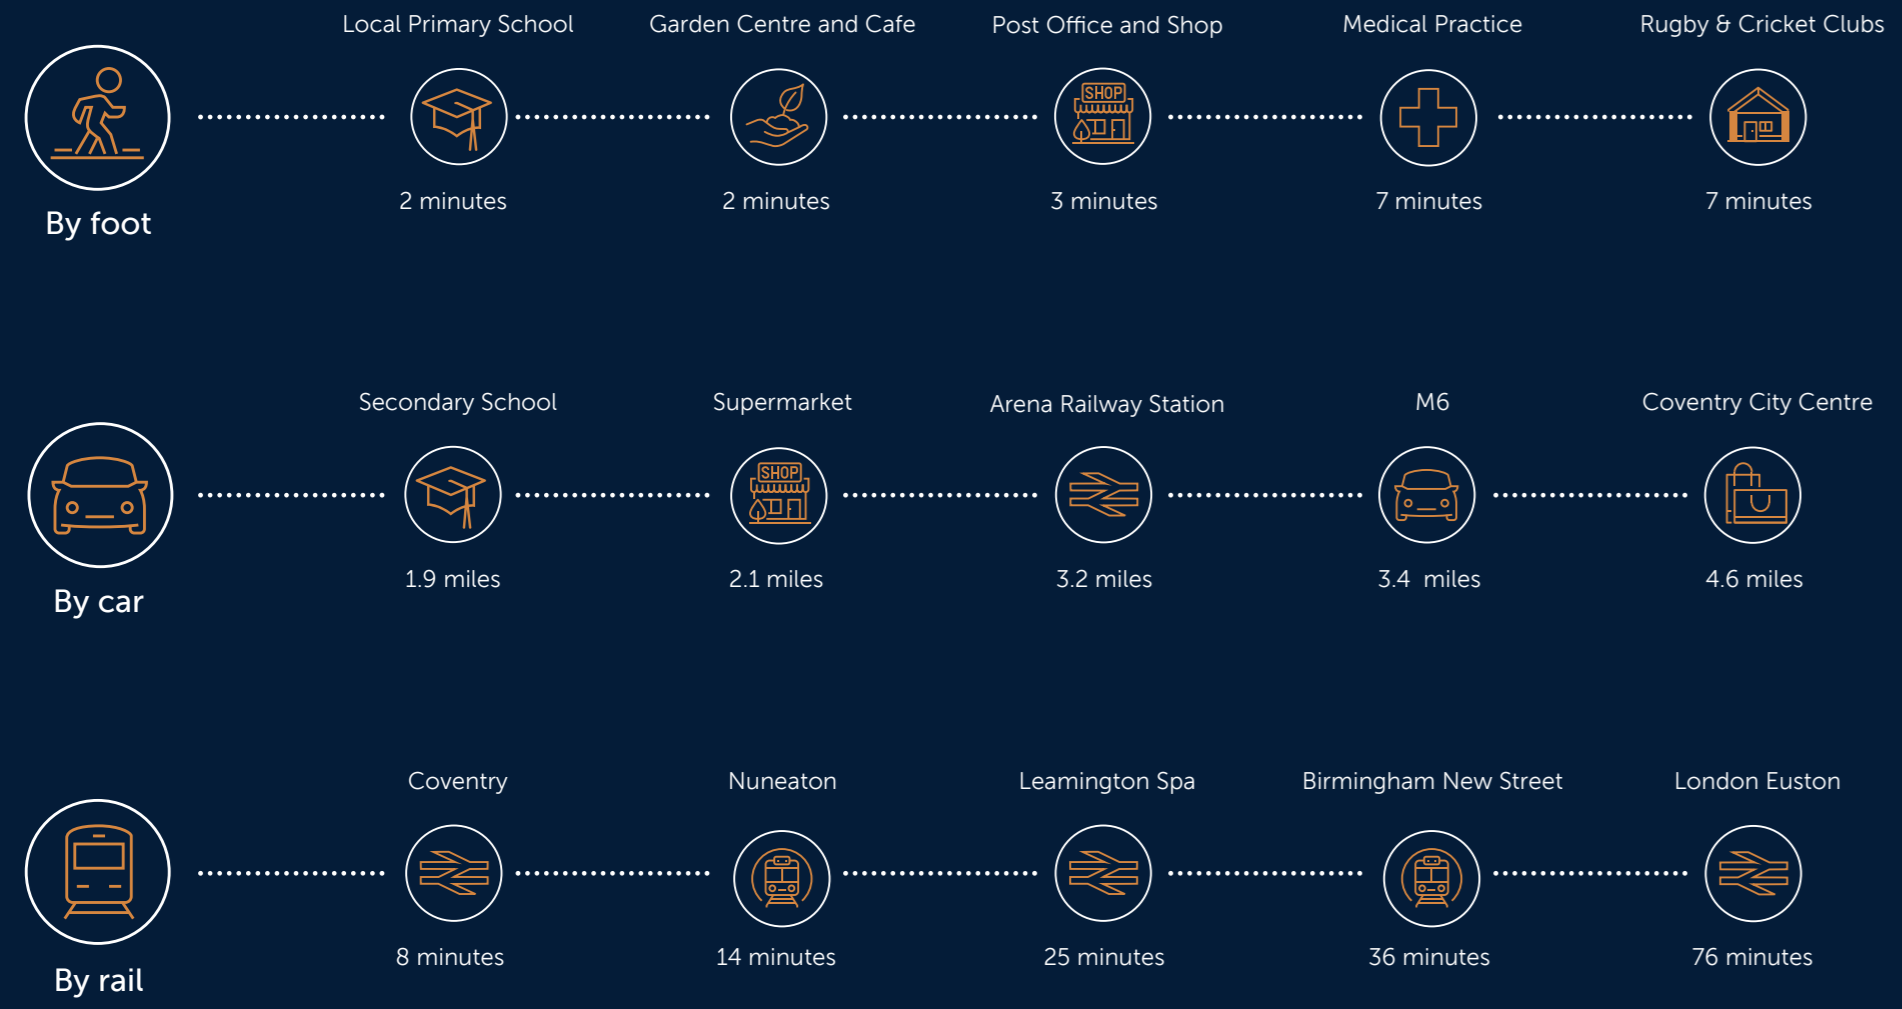 Local Primary School
Garden Centre and Cafe
Post Office and Shop
Medical Practice
Rugby & Cricket Clubs
SHOP
2 minutes
2 minutes
3 minutes
7 minutes
7 minutes
By foot
Secondary School
Supermarket
Arena Railway Station
M6
Coventry City Centre
SHOP
1.9 miles
2.1 miles
3.2 miles
3.4 miles
4.6 miles
By car
Coventry
Nuneaton
Leamington Spa
Birmingham New Street
London Euston
8 minutes
14 minutes
25 minutes
36 minutes
76 minutes
By rail